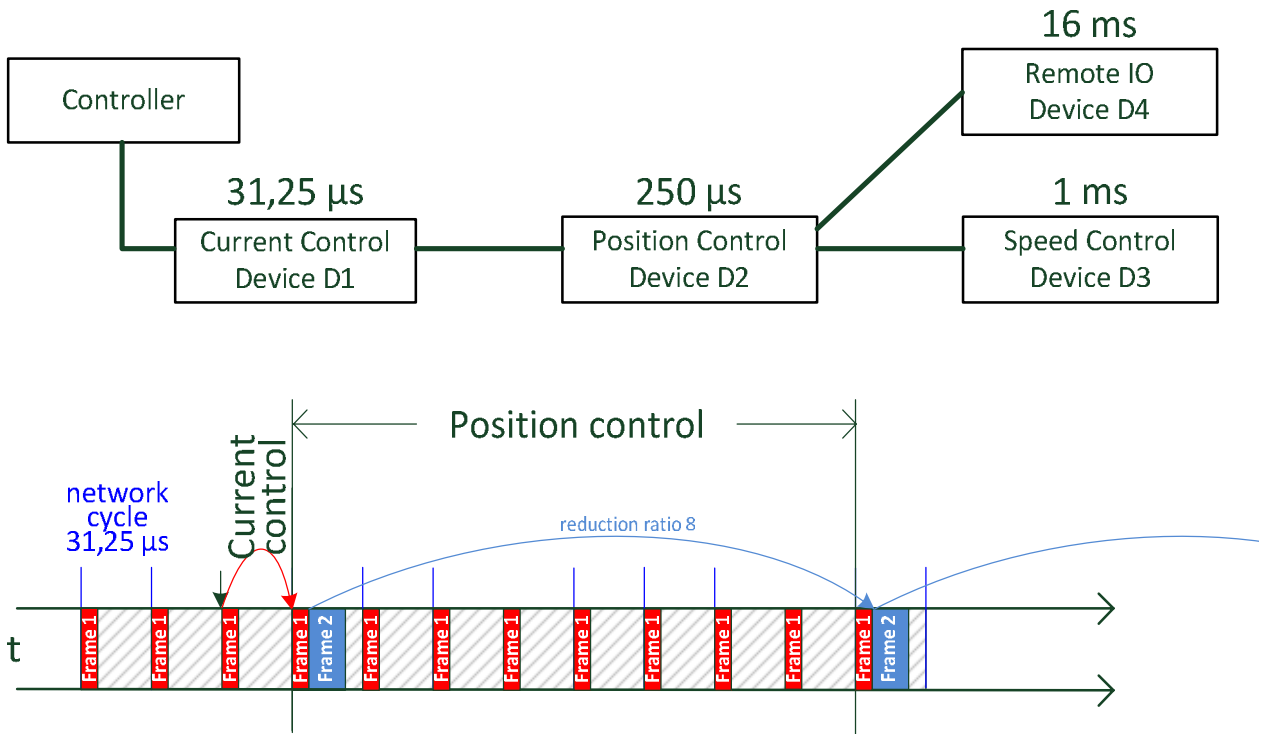 16 ms
Remote IO
Device D4
Controller
31,25 µs
Current Control
Device D1
250 µs
Position Control
Device D2
1 ms
Speed Control
Device D3
Position control
Current
control
network
cycle
31,25 µs
reduction ratio 8
t
Frame 1
Frame 1
Frame 1
Frame 1
Frame 2
Frame 1
Frame 1
Frame 1
Frame 1
Frame 1
Frame 1
Frame 1
Frame 1
Frame 2